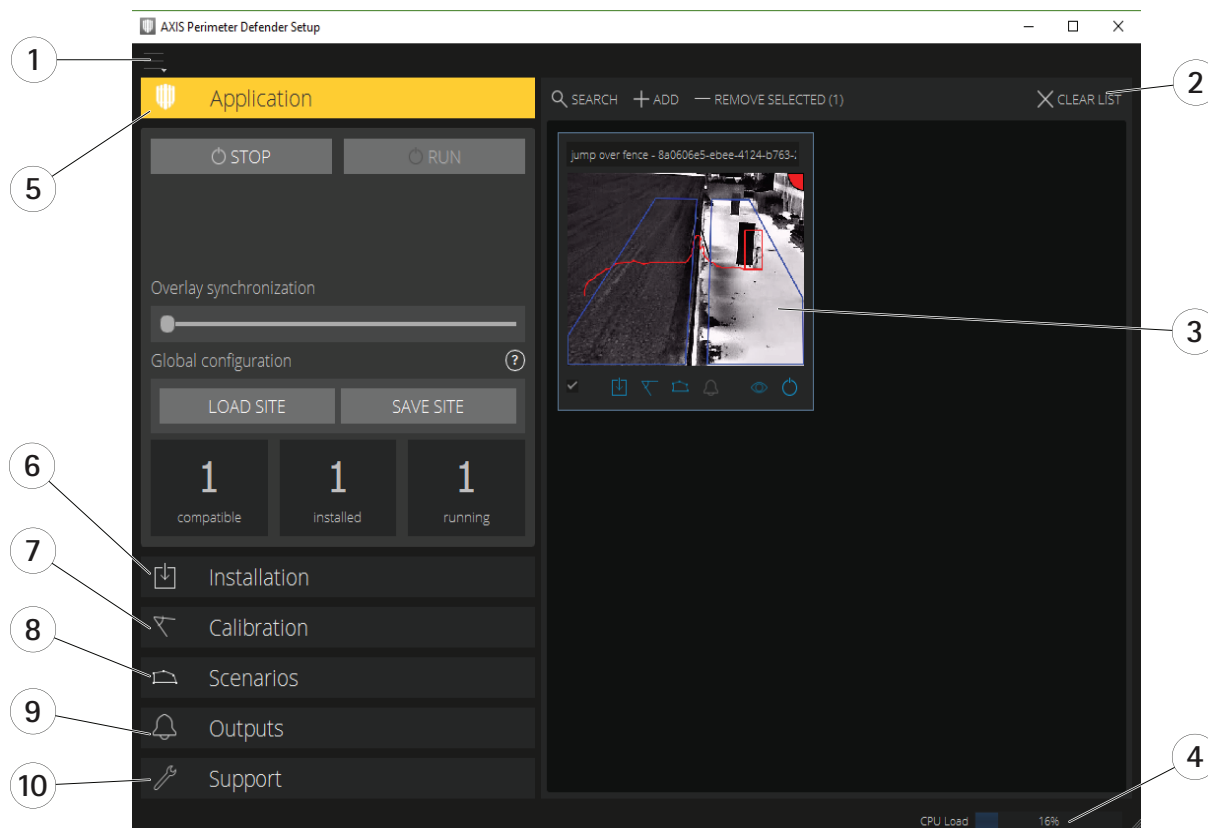 AXIS Perimeter Defender Setup
1
2
Application
SEARCH ADD REMOVE SELECTED (1) CLEAR LIST
STOP RUN
jump over fence - 8a0606e5-ebee-4124-b763-
5
Overlay synchronization
3
Global configuration ?
LOAD SITE SAVE SITE
1 1 1
compatible installed running
6
Installation
7
Calibration
8
Scenarios
9
Outputs
10
Support
4
CPU Load 16%